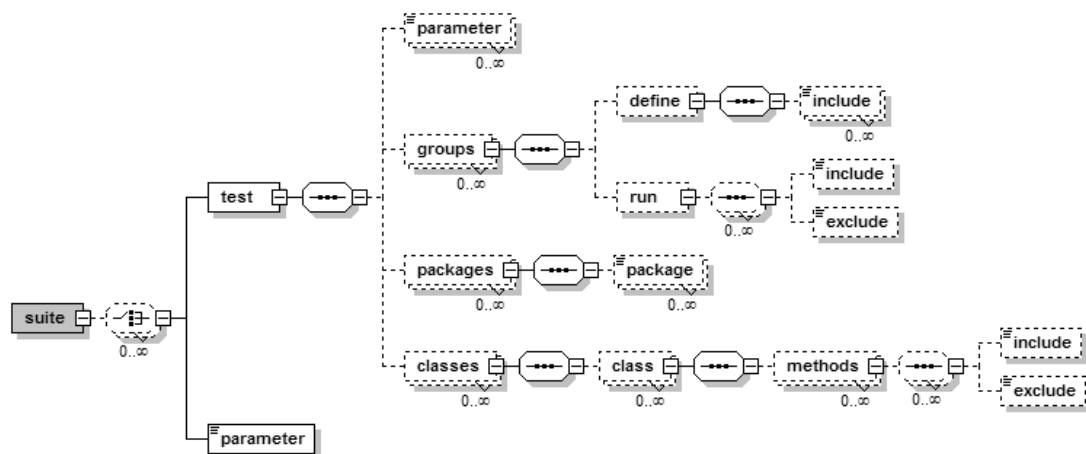 parameter
0..∞
define
include
0..∞
groups
0..∞
include
run
0..∞
exclude
test
packages
0..∞
package
0..∞
suite
0..∞
include
classes
0..∞
class
0..∞
methods
0..∞
0..∞
exclude
parameter